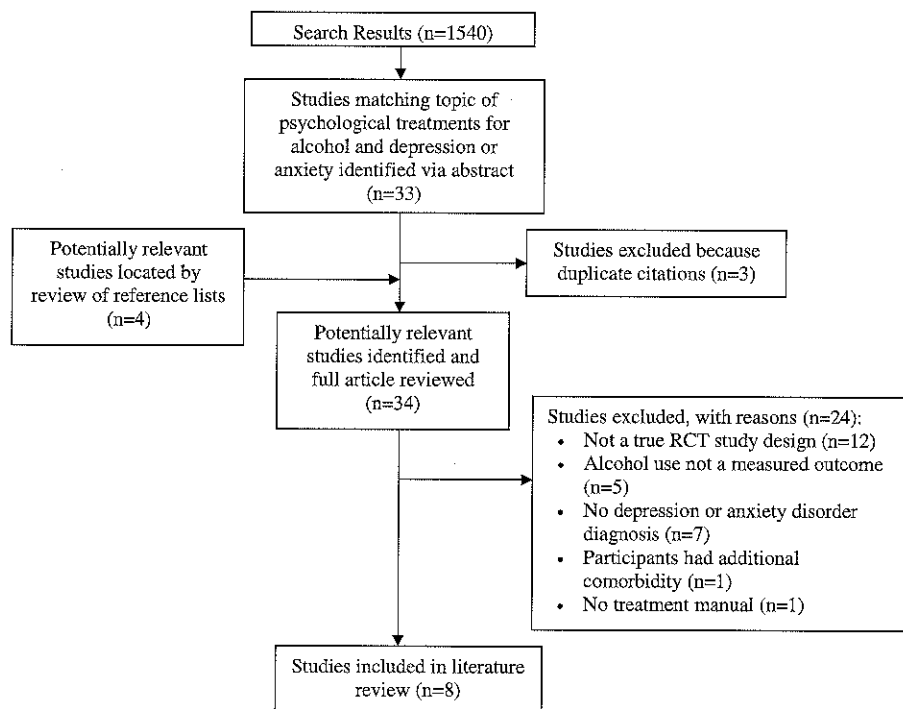 Search Results (n=1540)
Studies matching topic of
psychological treatments for
alcohol and depression or
anxiety identified via abstract
(n=33)
Potentially relevant
studies located by
review of reference lists
(n=4)
Studies excluded because
duplicate citations (n=3)
Potentially relevant
studies identified and
full article reviewed
(n=34)
Studies excluded, with reasons (n=24):
• Not a true RCT study design (n=12)
• Alcohol use not a measured outcome
(n=5)
• No depression or anxiety disorder
diagnosis (n=7)
• Participants had additional
comorbidity (n=1)
• No treatment manual (n=1)
Studies included in literature
review (n=8)